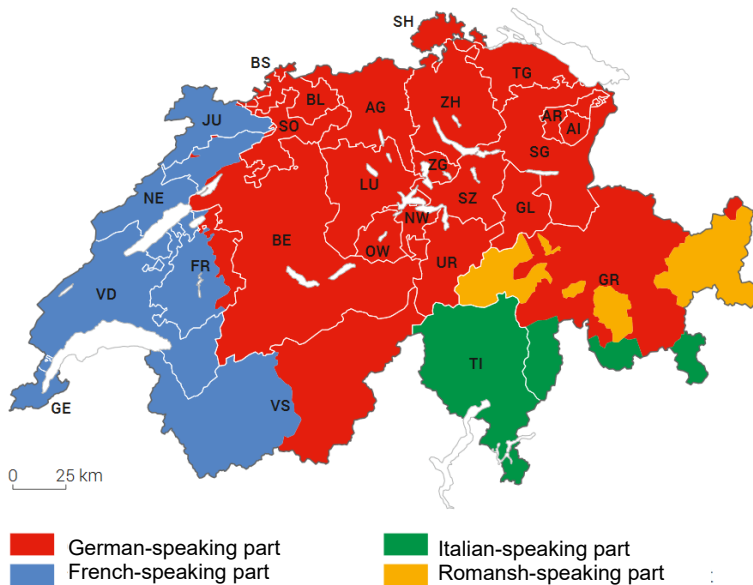 SH
BS
TG
BL
AG
ZH
JU
SO
AR
AI
SG
ZG
LU
SZ
NE
NW
GL
BE
OW
FR
UR
GR
VD
TI
VS
GE
0 25 km
German-speaking part
French-speaking part
Italian-speaking part
Romansh-speaking part :